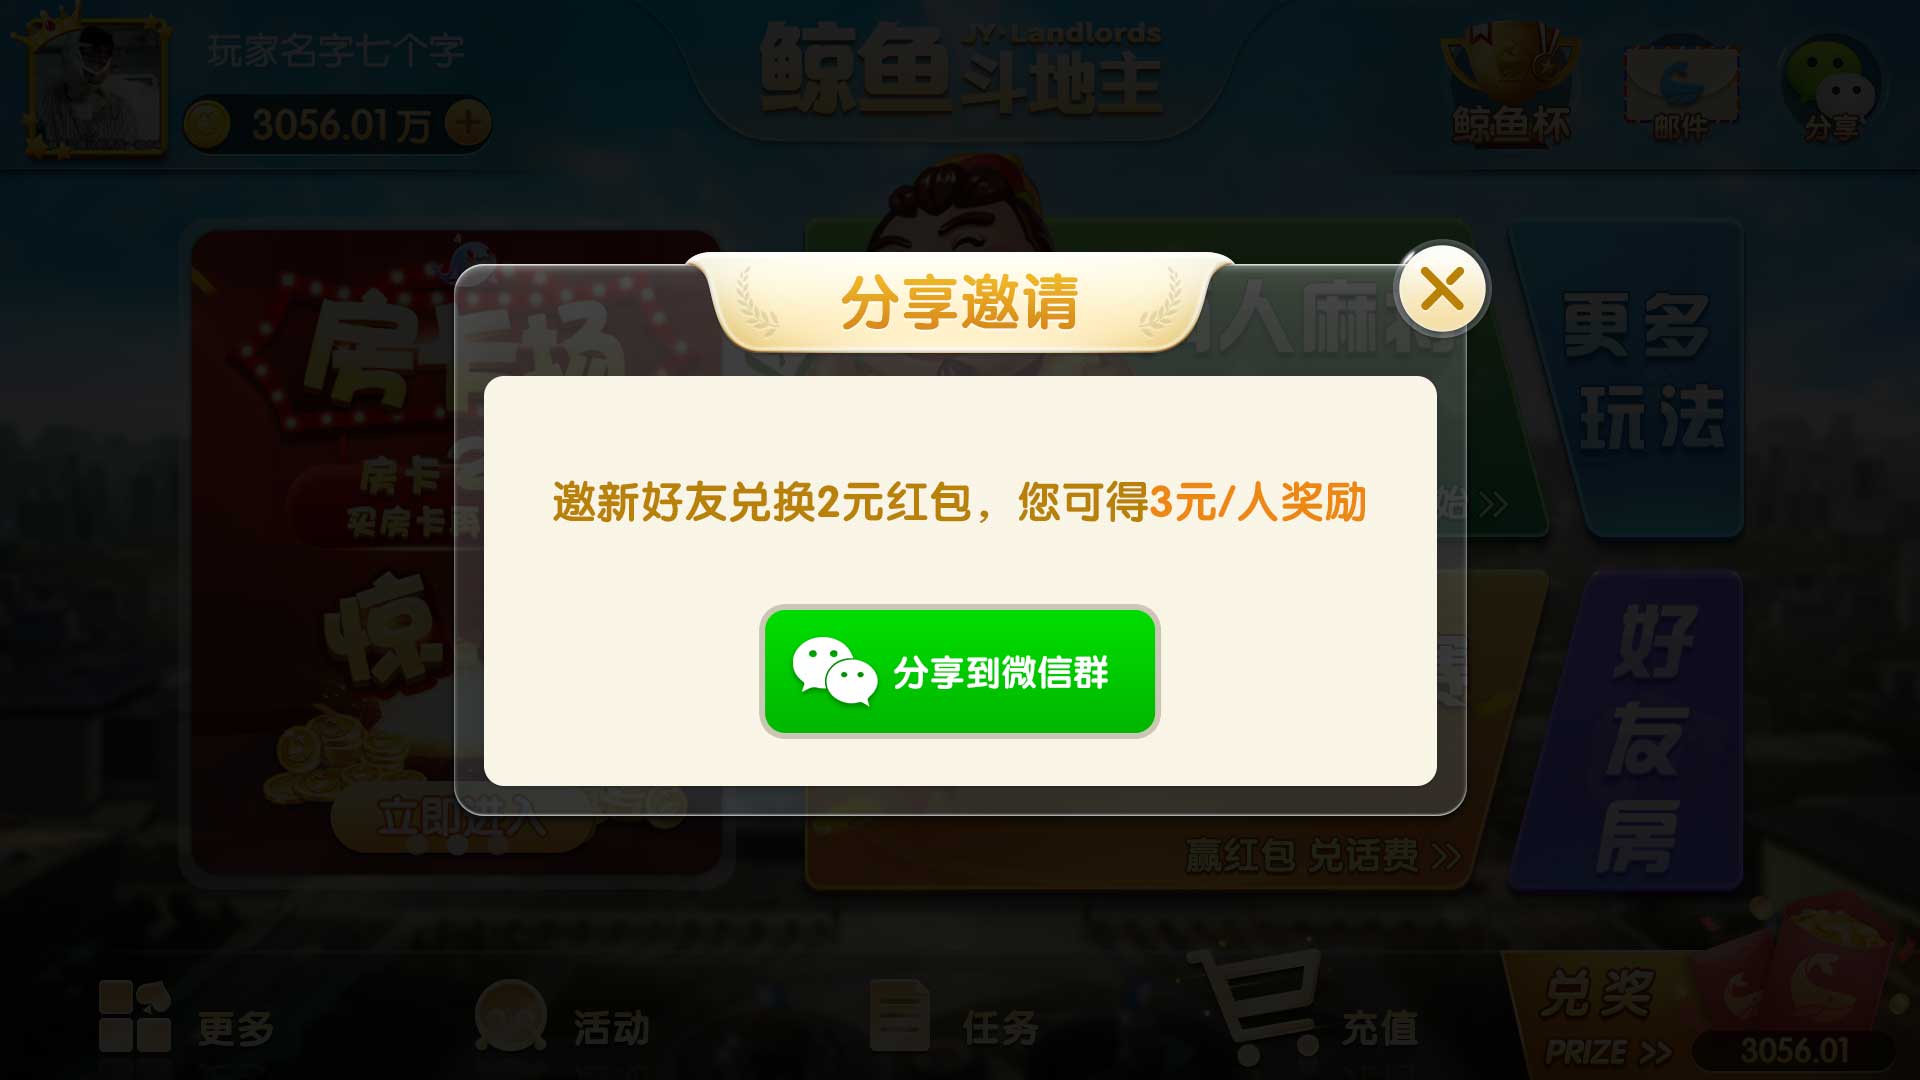 玩家名字七个字
3056.01万
JY·Landlords
鲸鱼斗地主
鲸鱼杯
邮件
分享
分享邀请
房卡场
人麻将
更多
玩法
房卡
买房卡再
邀新好友兑换2元红包，您可得3元/人奖励
始 >>
惊
分享到微信群
赛
好
友
房
立即进入
赢红包 兑话费 >>
更多
活动
任务
充值
兑奖
PRIZE >>
3056.01